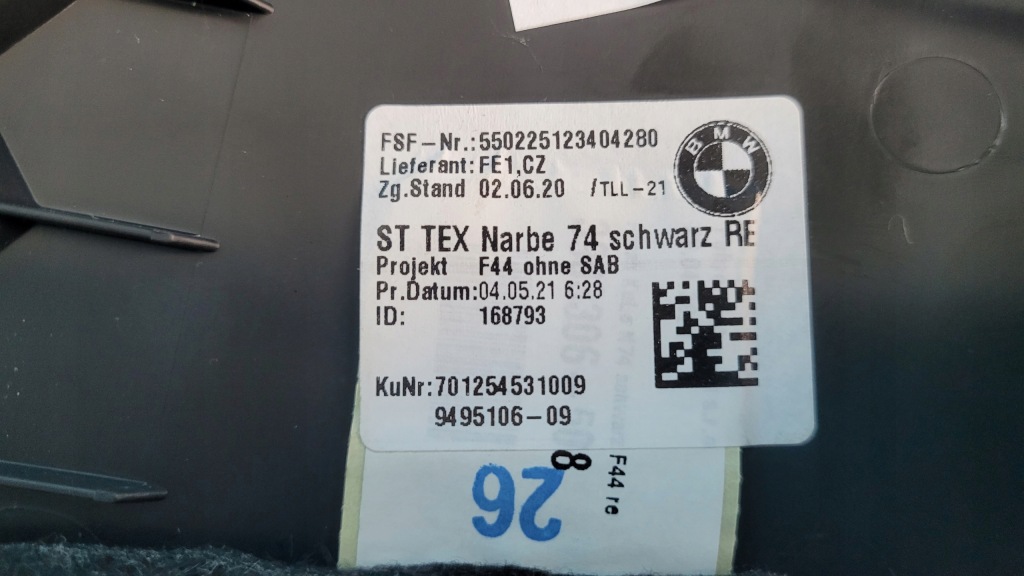 FSF-Nr.:550225123404280
Lieferant:FE1,CZ
Zg.Stand 02.06.20 /TLL-21
BMW
ST TEX Narbe 74 schwarz RE
Projekt F44 ohne SAB
Pr.Datum:04.05.21 6:28
ID: 168793
KuNr:701254531009
9495106-09
8
F44 re
26